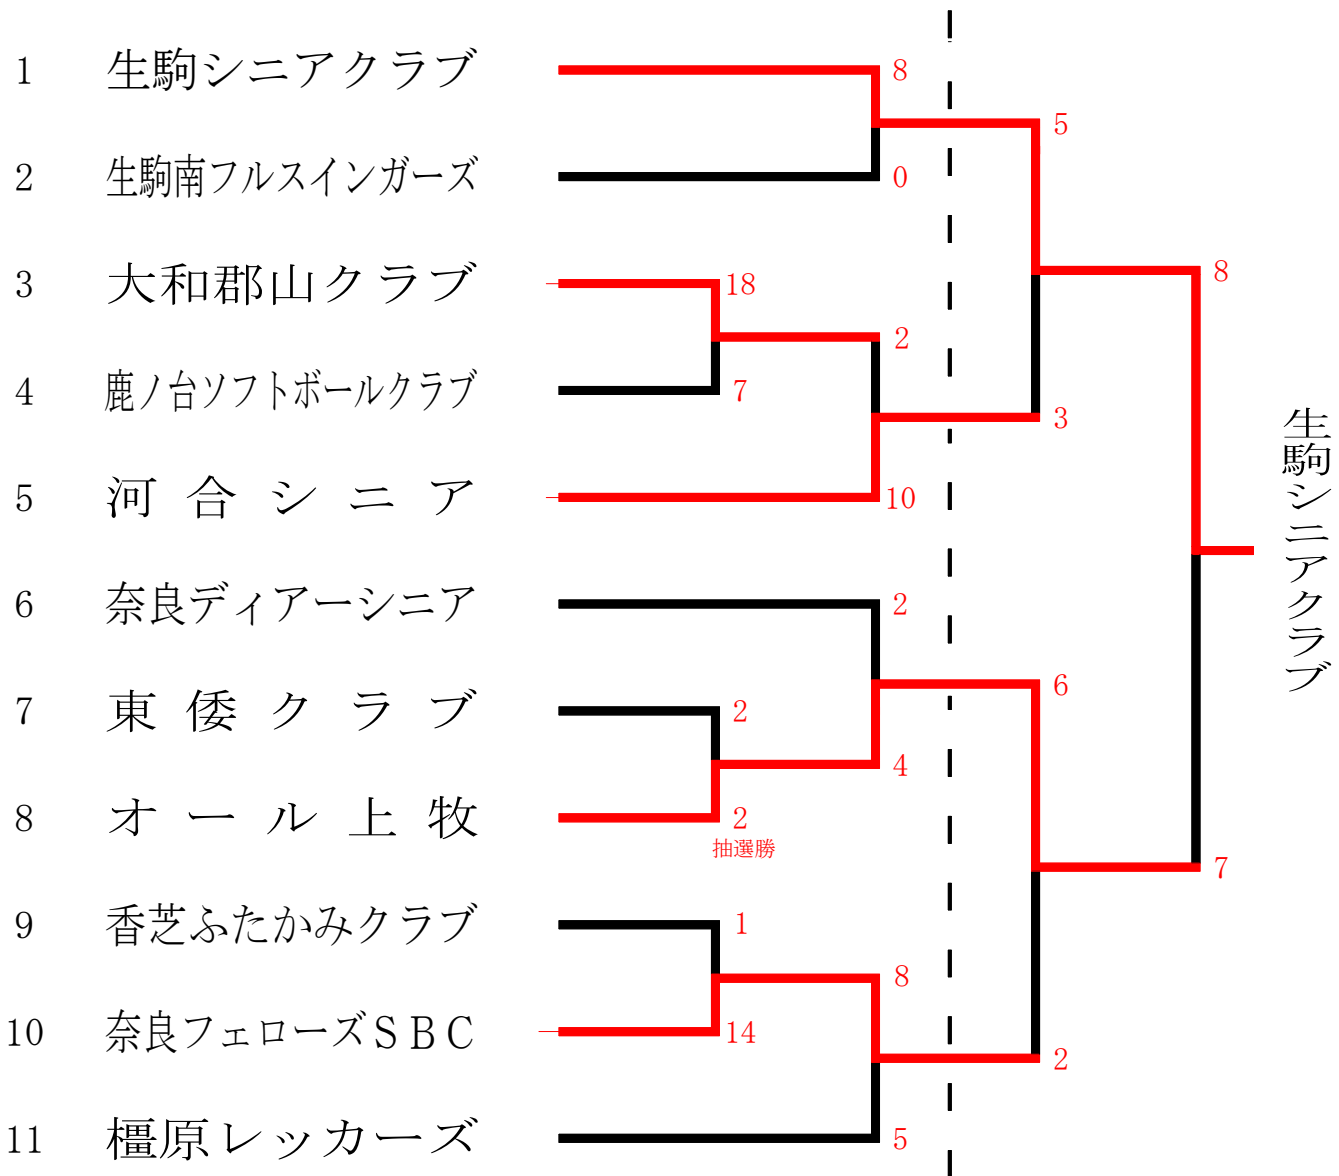 1 生駒シニアクラブ 8
5
2 生駒南フルスインガーズ 0
3 大和郡山クラブ 18
8
2
4 鹿ノ台ソフトボールクラブ 7
3
5 河合シニア 10
生駒シニアクラブ
6 奈良ディアーシニア 2
6
7 東倭クラブ 2
4
8 オール上牧 2
抽選勝
7
9 香芝ふたかみクラブ 1
8
10 奈良フェローズSBC 14
2
11 橿原レッカーズ 5